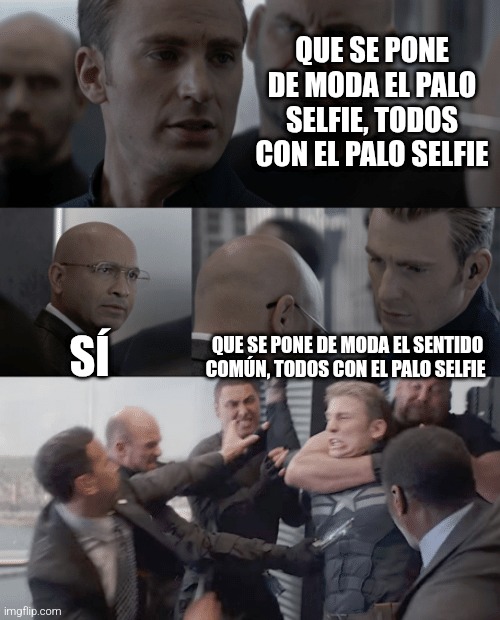 QUE SE PONE
DE MODA EL PALO
SELFIE, TODOS
CON EL PALO SELFIE
SÍ
QUE SE PONE DE MODA EL SENTIDO
COMÚN, TODOS CON EL PALO SELFIE
imgflip.com